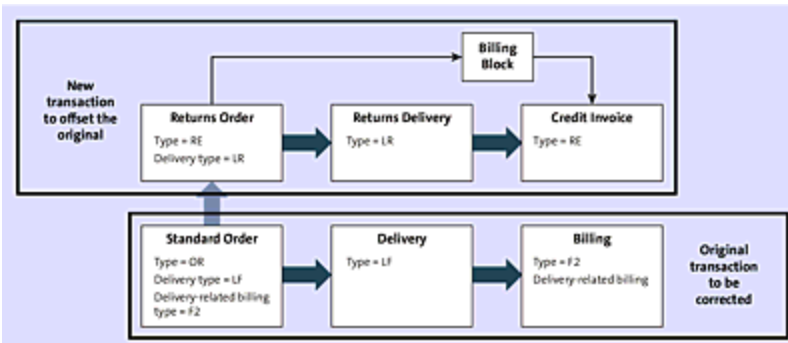 Billing
Block
New
transaction
to offset the
original
Returns Order
Type = RE
Delivery type = LR
Returns Delivery
Type = LR
Credit Invoice
Type = RE
Standard Order
Type = OR
Delivery type = LF
Delivery-related billing
type = F2
Delivery
Type = LF
Billing
Type = F2
Delivery-related billing
Original
transaction
to be
corrected